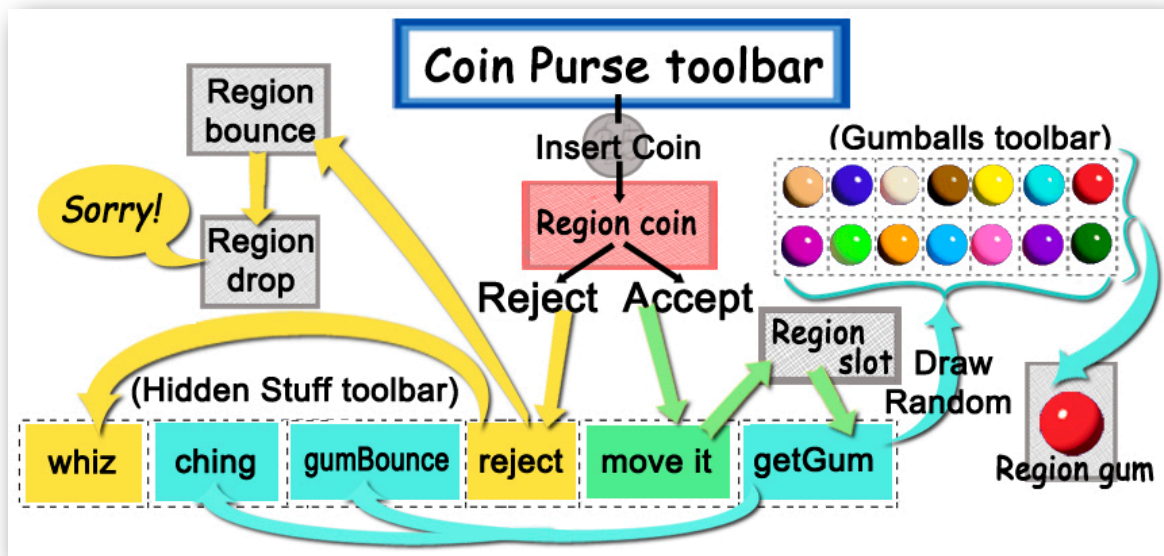 Coin Purse toolbar
Region
bounce
Insert Coin
(Gumballs toolbar)
Sorry!
Region
drop
Region coin
Reject Accept
Region
slot
Draw
Random
(Hidden Stuff toolbar)
whiz
ching
gumBounce
reject
move it
getGum
Region gum